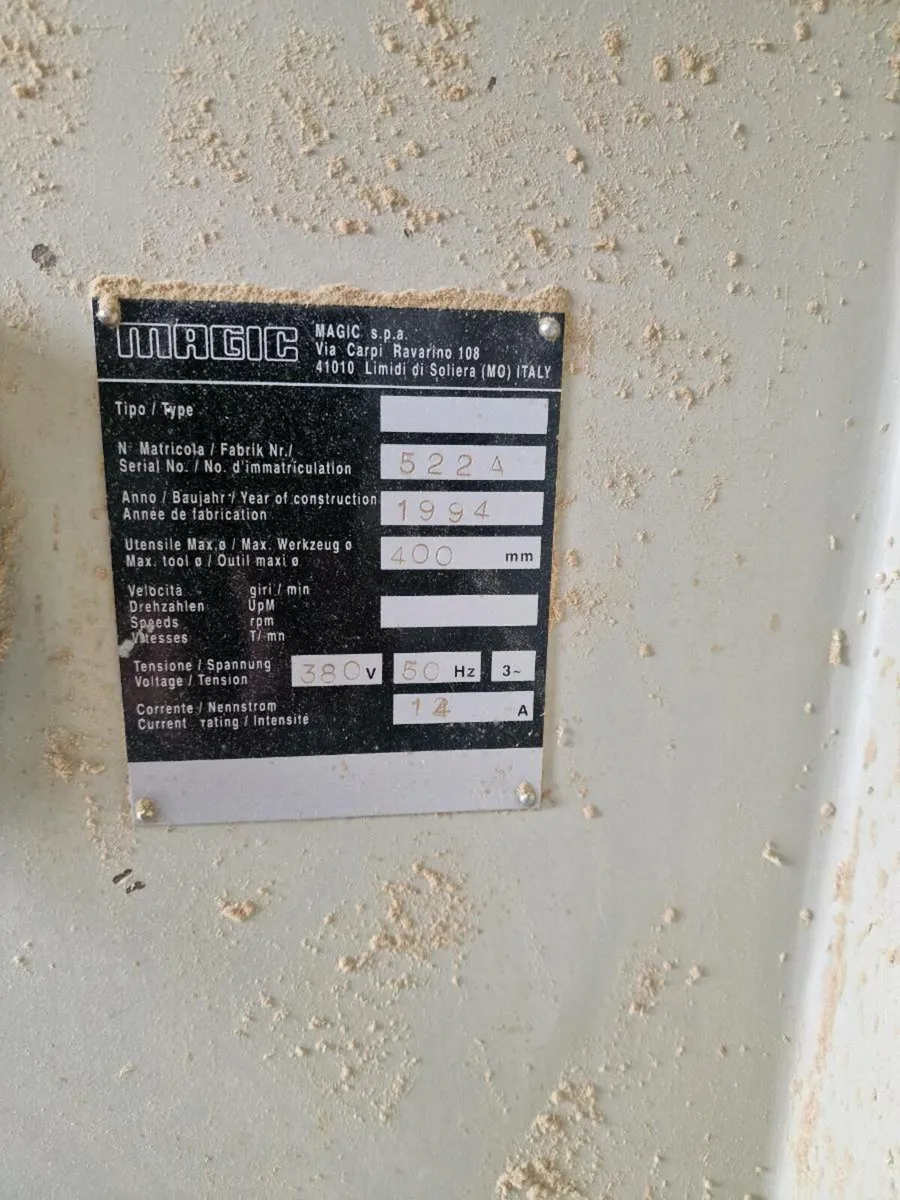 MAGIC
MAGIC s.p.a.
Via Carpi Ravarino 108
41010 Limidi di Soliera (MO) ITALY
Tipo / Type
N° Matricola / Fabrik Nr./
Serial No. / No. d'immatriculation
5224
Anno / Baujahr / Year of construction
Année de fabrication
1994
Utensile Max.ø / Max. Werkzeug ø
Max. tool ø / Outil maxi ø
400 mm
Velocità giri / min
Drehzahlen UpM
Speeds rpm
Vitesses T/mn
Tensione / Spannung
Voltage / Tension
380 V 50 Hz 3~
Corrente / Nennstrom
Current rating / Intensité
A